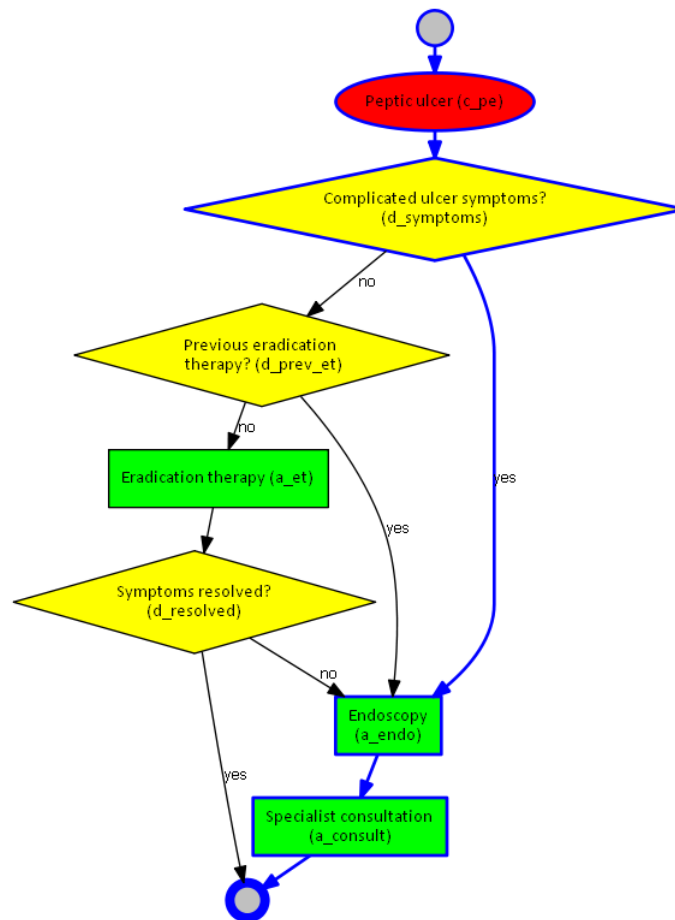 Peptic ulcer (c_pe)
Complicated ulcer symptoms?
(d_symptoms)
no
Previous eradication
therapy? (d_prev_et)
no
Eradication therapy (a_et)
yes
yes
Symptoms resolved?
(d_resolved)
no
Endoscopy
(a_endo)
yes
Specialist consultation
(a_consult)